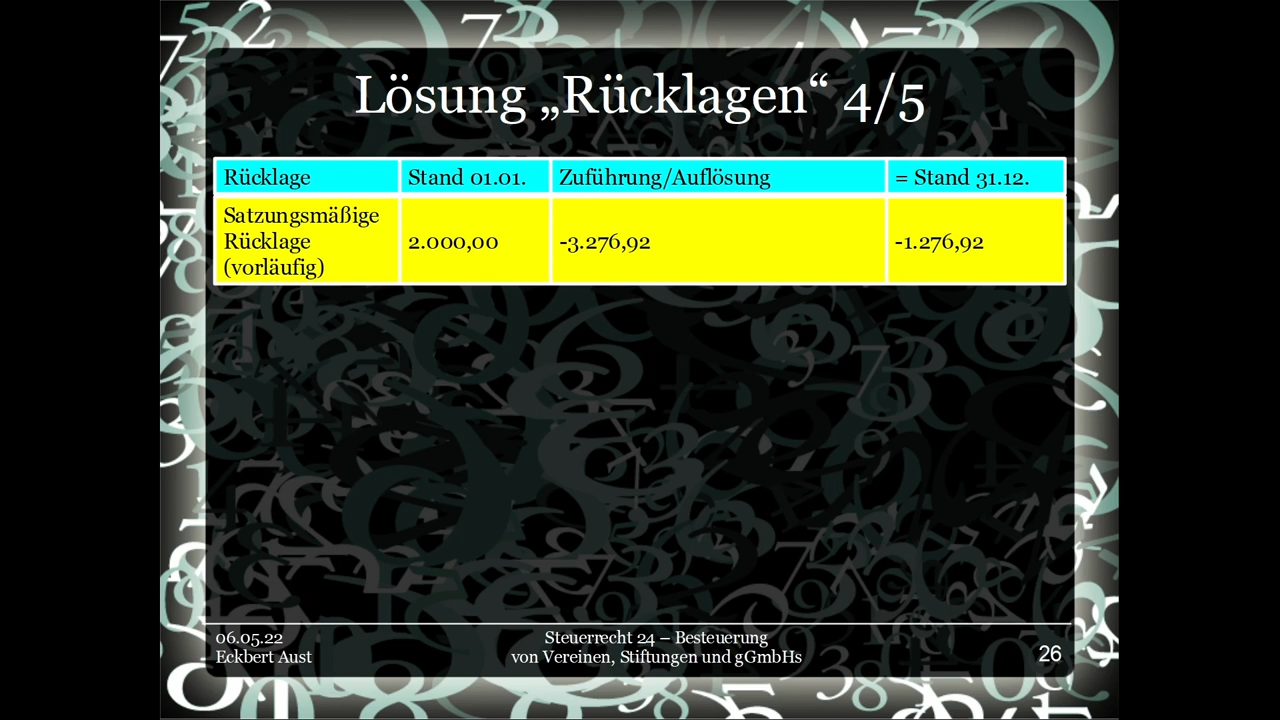 Lösung „Rücklagen“ 4/5
Rücklage Stand 01.01. Zuführung/Auflösung = Stand 31.12.
Satzungsmäßige
Rücklage 2.000,00 -3.276,92 -1.276,92
(vorläufig)
06.05.22 Steuerrecht 24 – Besteuerung
Eckbert Aust von Vereinen, Stiftungen und gGmbHs 26